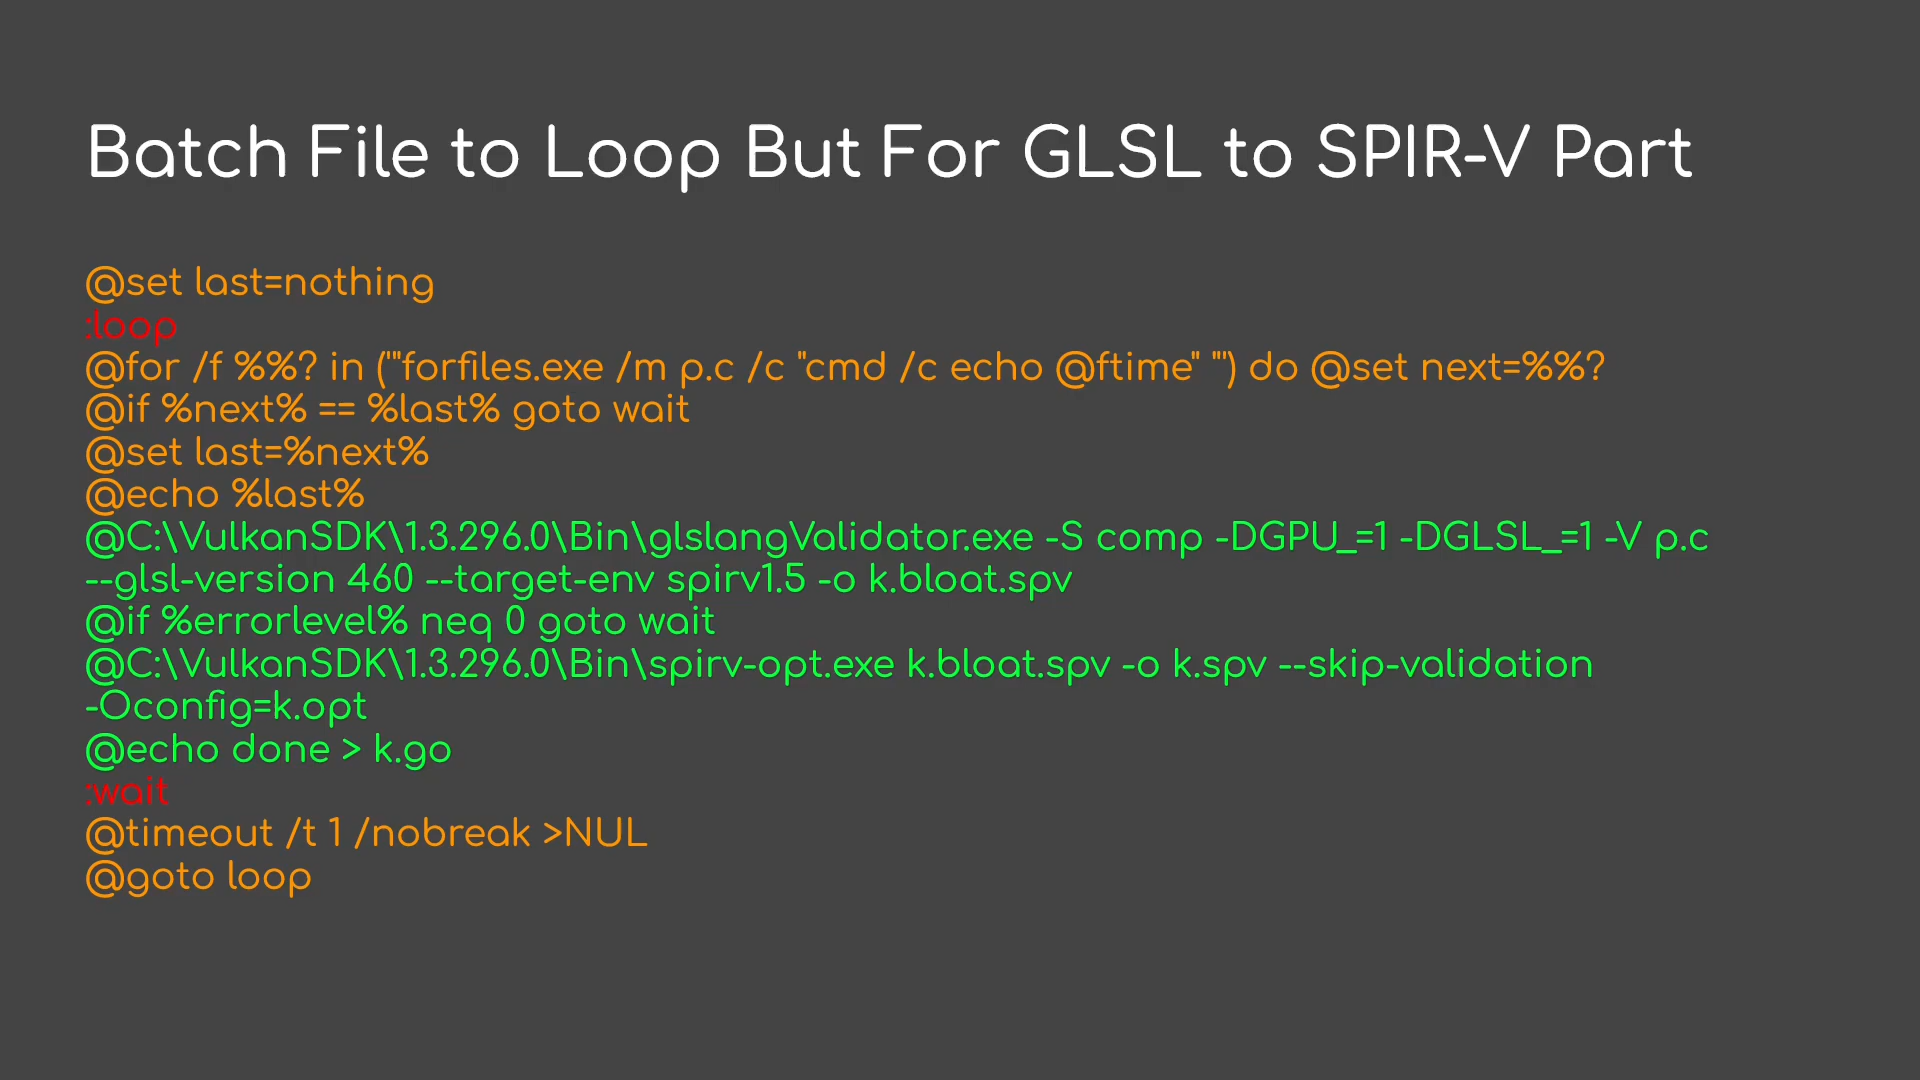 Batch File to Loop But For GLSL to SPIR-V Part
@set last=nothing
:loop
@for /f %%? in ('"forfiles.exe /m p.c /c "cmd /c echo @ftime" "') do @set next=%%?
@if %next% == %last% goto wait
@set last=%next%
@echo %last%
@C:\VulkanSDK\1.3.296.0\Bin\glslangValidator.exe -S comp -DGPU_=1 -DGLSL_=1 -V p.c
--glsl-version 460 --target-env spirv1.5 -o k.bloat.spv
@if %errorlevel% neq 0 goto wait
@C:\VulkanSDK\1.3.296.0\Bin\spirv-opt.exe k.bloat.spv -o k.spv --skip-validation
-Oconfig=k.opt
@echo done > k.go
:wait
@timeout /t 1 /nobreak >NUL
@goto loop